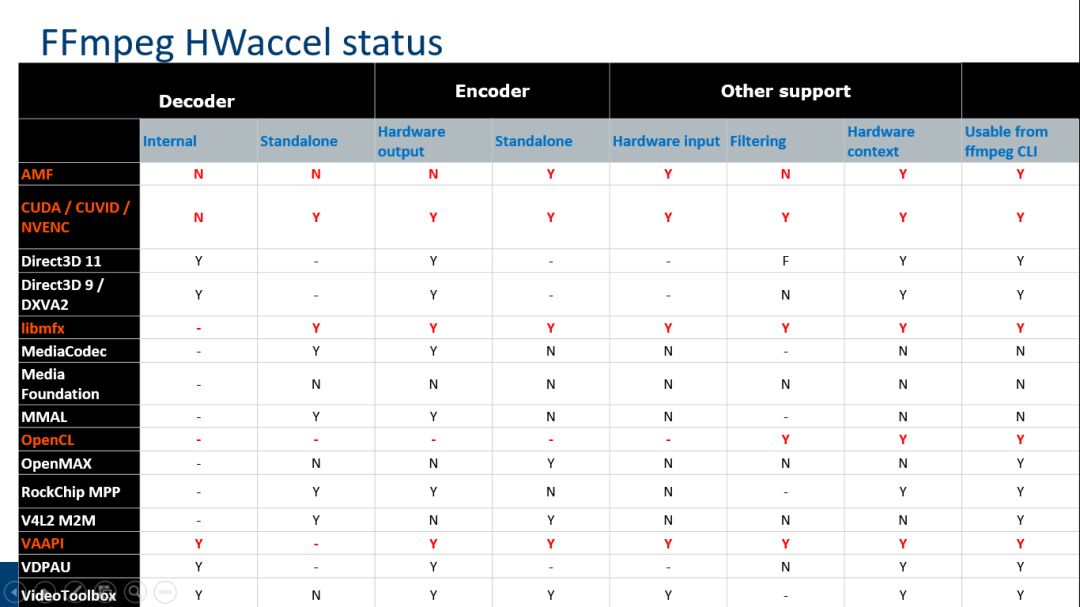 FFmpeg HWaccel status
Decoder Encoder Other support
Internal Standalone Hardware output Standalone Hardware input Filtering Hardware context Usable from ffmpeg CLI
AMF N N N Y Y N Y Y
CUDA / CUVID / NVENC N Y Y Y Y Y Y Y
Direct3D 11 Y - Y - - F Y Y
Direct3D 9 / DXVA2 Y - Y - - N Y Y
libmfx - Y Y Y Y Y Y Y
MediaCodec - Y Y N N - N N
Media Foundation - N N N N N N N
MMAL - Y Y N N - N N
OpenCL - - - - - Y Y Y
OpenMAX - N N Y N N N Y
RockChip MPP - Y Y N N - Y Y
V4L2 M2M - Y N Y N N N Y
VAAPI Y - Y Y Y Y Y Y
VDPAU Y - Y - - N Y Y
VideoToolbox Y N Y Y Y - Y Y